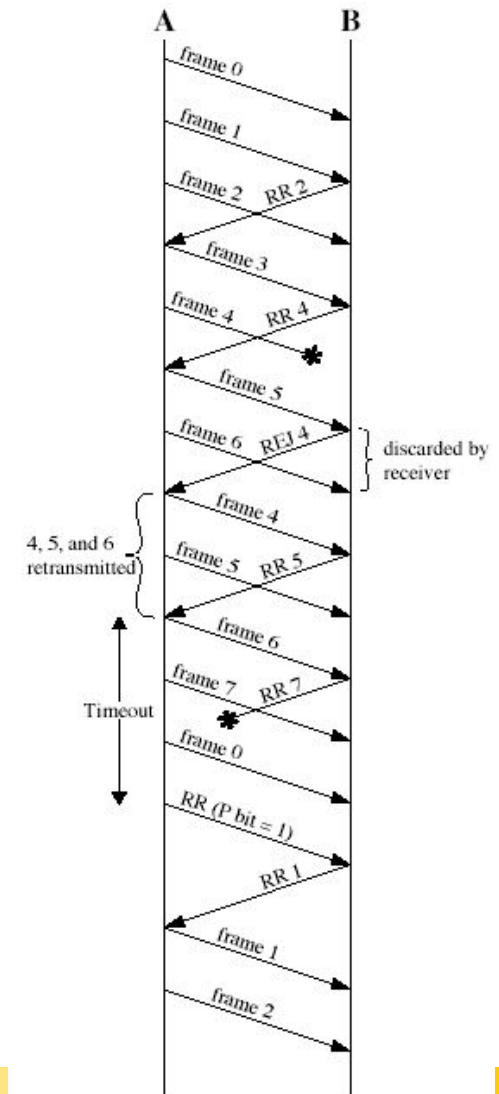 A B
frame 0
frame 1
frame 2
RR 2
frame 3
frame 4
RR 4
frame 5
frame 6
REJ 4
discarded by
receiver
frame 4
4, 5, and 6
retransmitted
frame 5
RR 5
frame 6
frame 7
RR 7
Timeout
frame 0
RR (P bit = 1)
RR 1
frame 1
frame 2